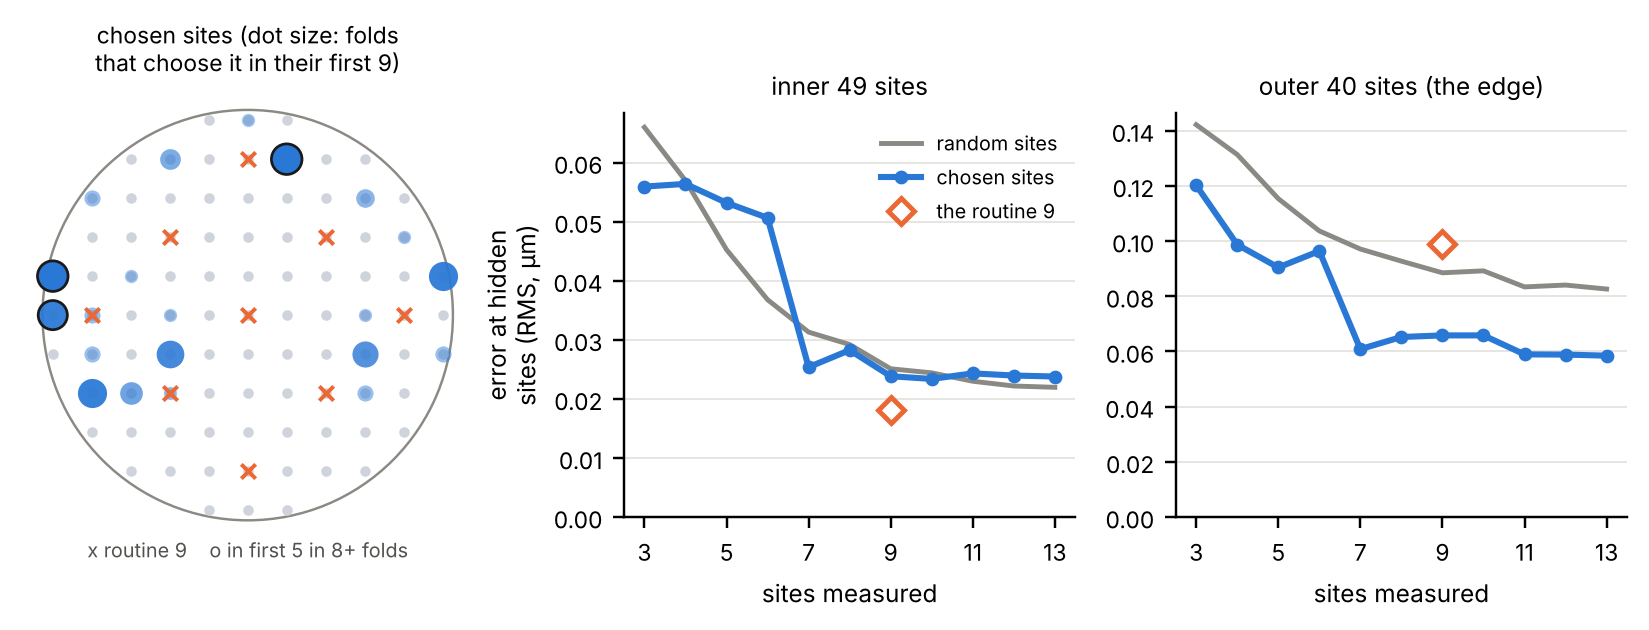 chosen sites (dot size: folds
that choose it in their first 9)
x routine 9 o in first 5 in 8+ folds
inner 49 sites
random sites
chosen sites
the routine 9
error at hidden
sites (RMS, µm)
0.06
0.05
0.04
0.03
0.02
0.01
0.00
3 5 7 9 11 13
sites measured
outer 40 sites (the edge)
0.14
0.12
0.10
0.08
0.06
0.04
0.02
0.00
3 5 7 9 11 13
sites measured